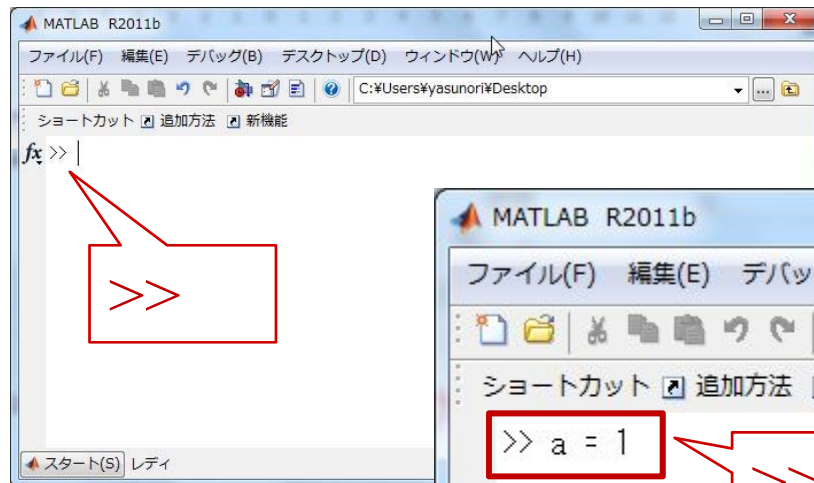 MATLAB R2011b
ファイル(F) 編集(E) デバッグ(B) デスクトップ(D) ウィンドウ(W) ヘルプ(H)
C:¥Users¥yasunori¥Desktop
ショートカット 追加方法 新機能
fx >>
>>
スタート(S) レディ
MATLAB R2011b
ファイル(F) 編集(E) デバッ
ショートカット 追加方法
>> a = 1
>>